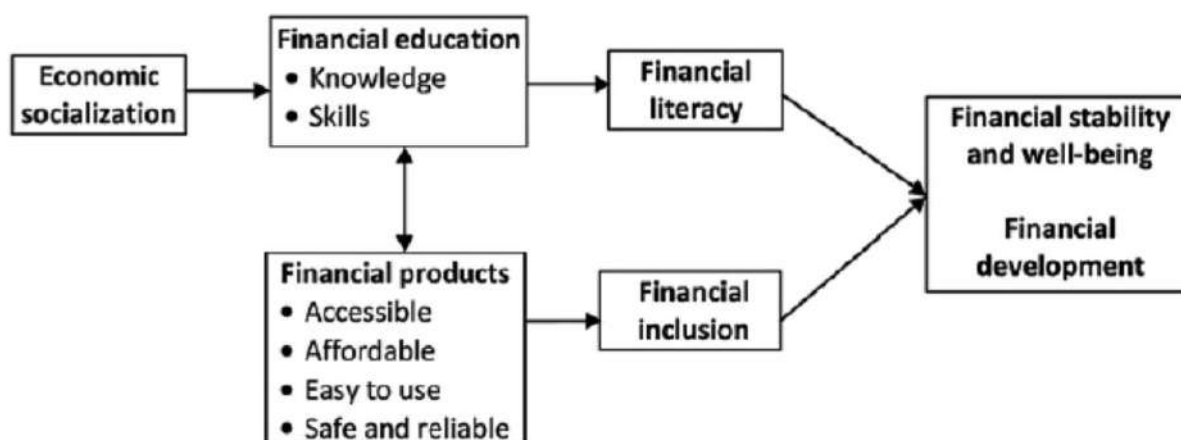 Economic
socialization
Financial education
• Knowledge
• Skills
Financial
literacy
Financial stability
and well-being
Financial
development
Financial products
• Accessible
• Affordable
• Easy to use
• Safe and reliable
Financial
inclusion